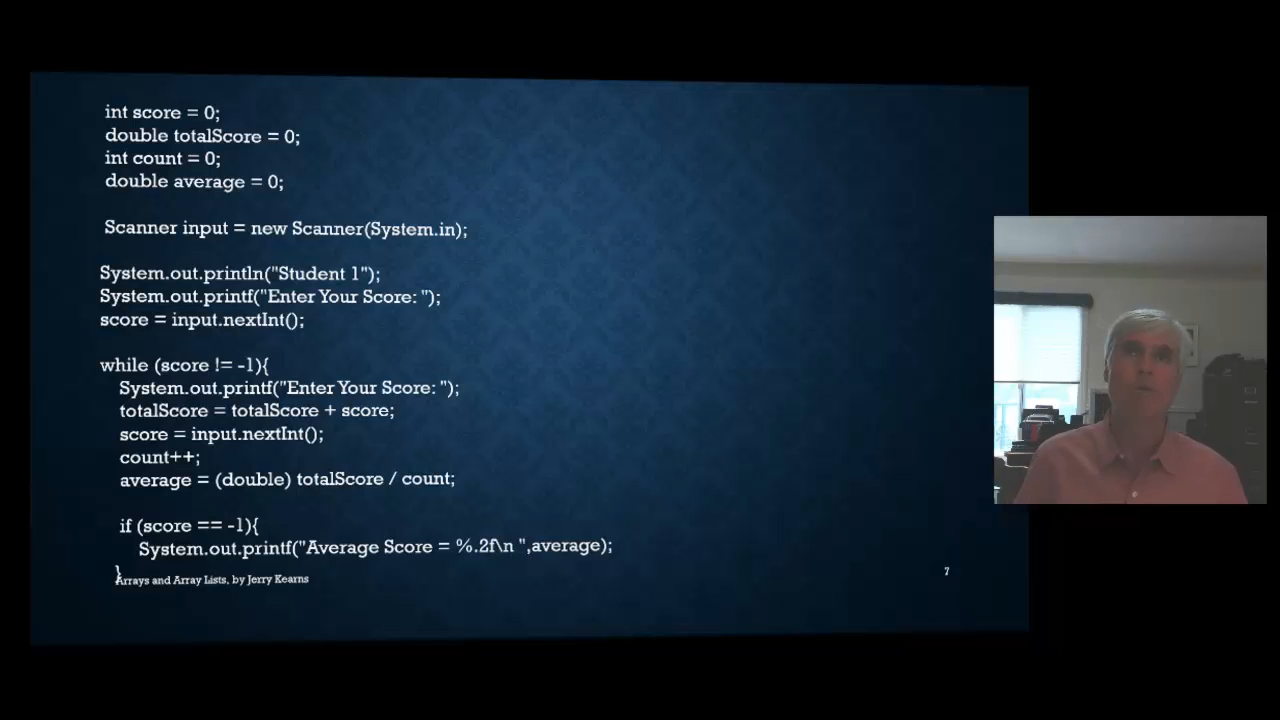 int score = 0;
double totalScore = 0;
int count = 0;
double average = 0;
Scanner input = new Scanner(System.in);
System.out.println("Student 1");
System.out.printf("Enter Your Score: ");
score = input.nextInt();
while (score != -1){
System.out.printf("Enter Your Score: ");
totalScore = totalScore + score;
score = input.nextInt();
count++;
average = (double) totalScore / count;
if (score == -1){
System.out.printf("Average Score = %.2f\n ",average);
}
Arrays and Array Lists, by Jerry Kearns
7